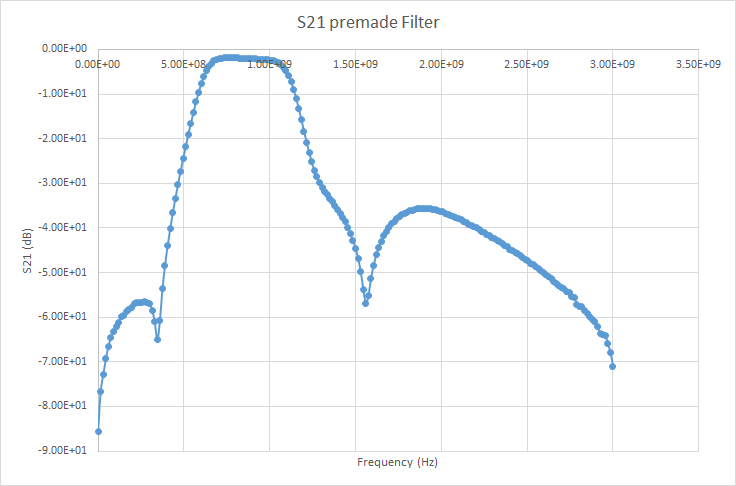 S21 premade Filter
0.00E+00
0.00E+00 5.00E+08 1.00E+09 1.50E+09 2.00E+09 2.50E+09 3.00E+09 3.50E+09
-1.00E+01
-2.00E+01
-3.00E+01
-4.00E+01
-5.00E+01
-6.00E+01
-7.00E+01
-8.00E+01
-9.00E+01
S21 (dB)
Frequency (Hz)